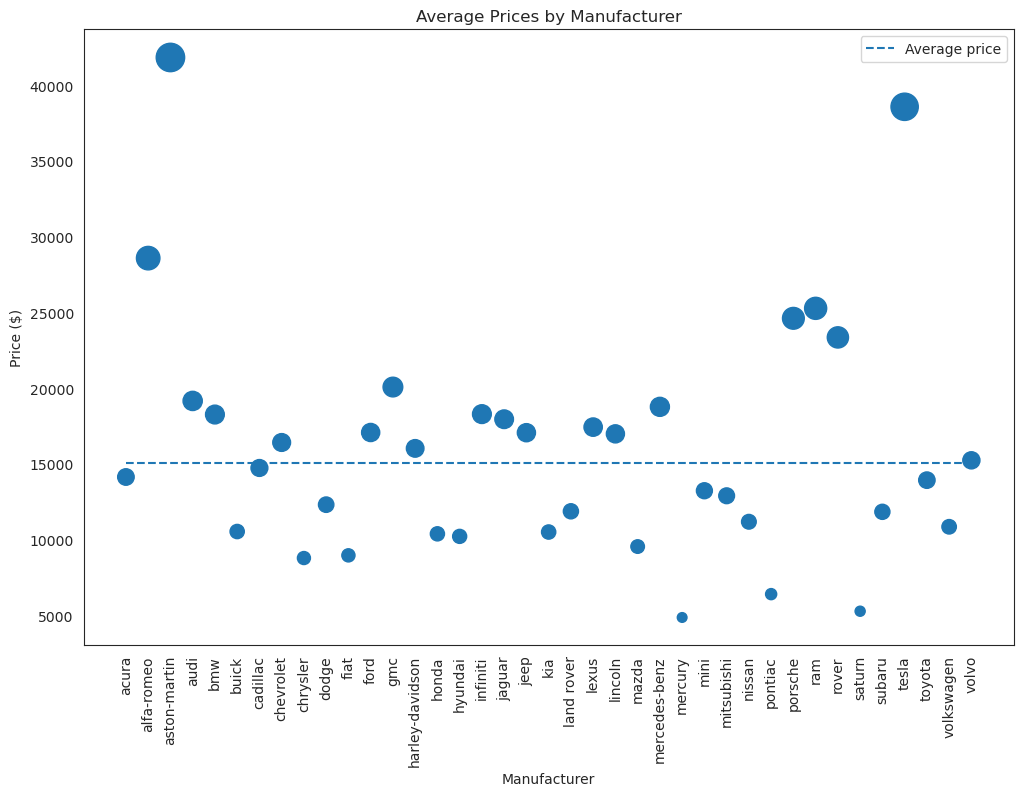 Average Prices by Manufacturer
Average price
Price ($)
40000
35000
30000
25000
20000
15000
10000
5000
acura
alfa-romeo
aston-martin
audi
bmw
buick
cadillac
chevrolet
chrysler
dodge
fiat
ford
gmc
harley-davidson
honda
hyundai
infiniti
jaguar
jeep
kia
land rover
lexus
lincoln
mazda
mercedes-benz
mercury
mini
mitsubishi
nissan
pontiac
porsche
ram
rover
saturn
subaru
tesla
toyota
volkswagen
volvo
Manufacturer